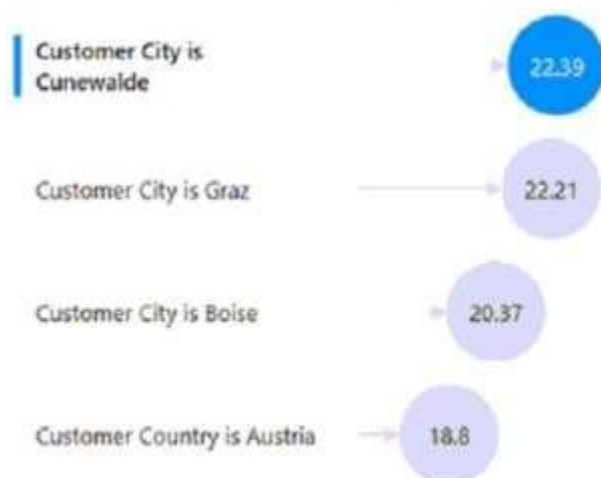 Customer City is
Cunewalde
22.39
Customer City is Graz
22.21
Customer City is Boise
20.37
Customer Country is Austria
18.8